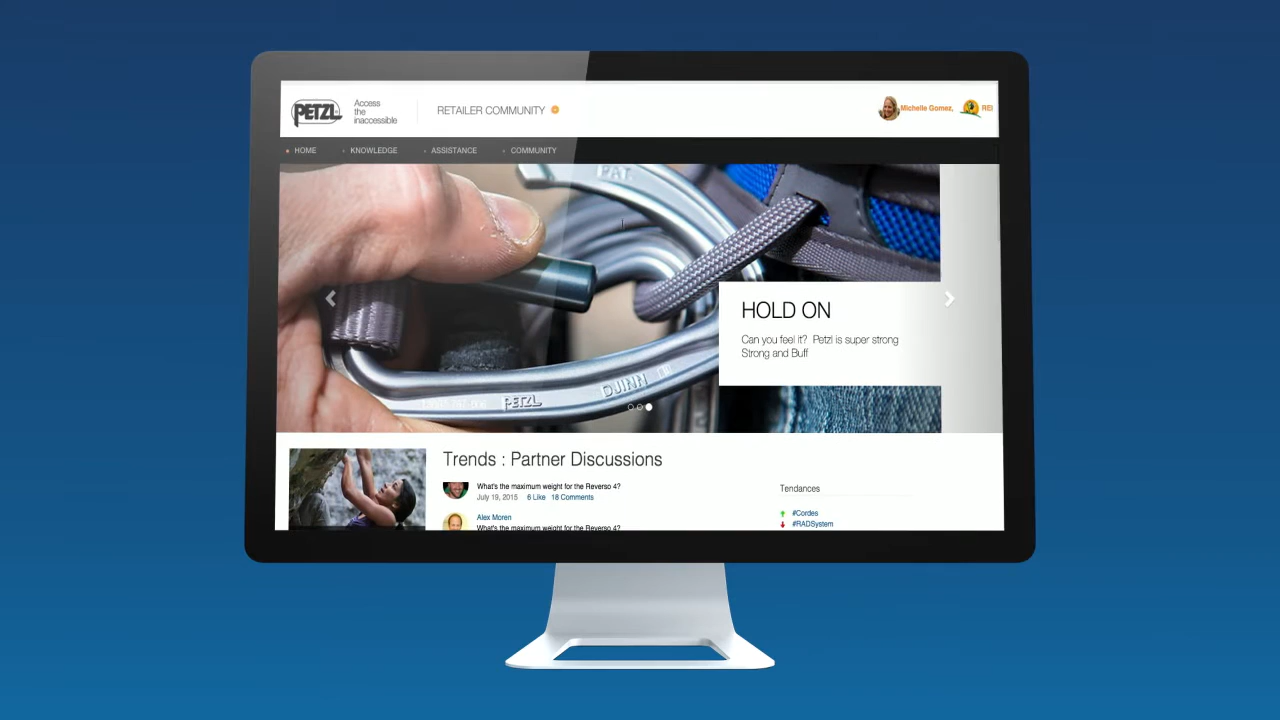 PETZL
Access
the
inaccessible
RETAILER COMMUNITY
Michelle Gomez,
REI
HOME
KNOWLEDGE
ASSISTANCE
COMMUNITY
PAT.
HOLD ON
Can you feel it? Petzl is super strong
Strong and Buff
DJINN
PETZL
Trends : Partner Discussions
What's the maximum weight for the Reverso 4?
July 19, 2015 6 Like 18 Comments
Alex Moren
What's the maximum weight for the Reverso 4?
Tendances
#Cordes
#RADSystem